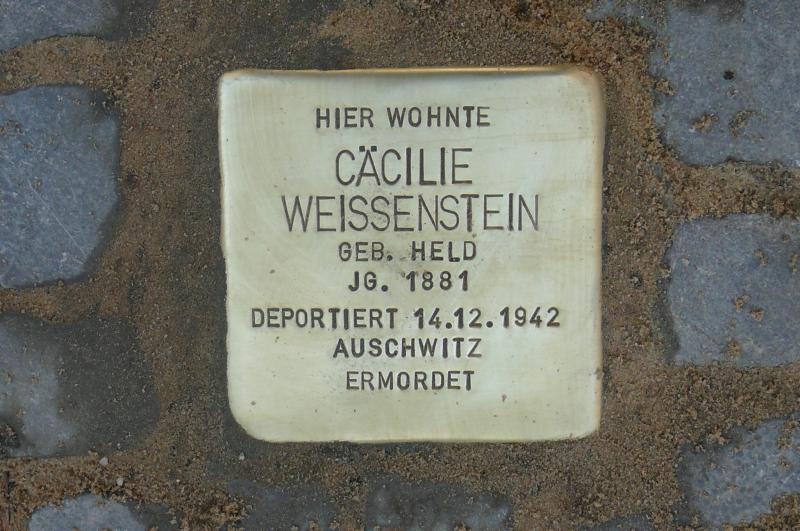 HIER WOHNTE
CÄCILIE
WEISSENSTEIN
GEB. HELD
JG. 1881
DEPORTIERT 14.12.1942
AUSCHWITZ
ERMORDET